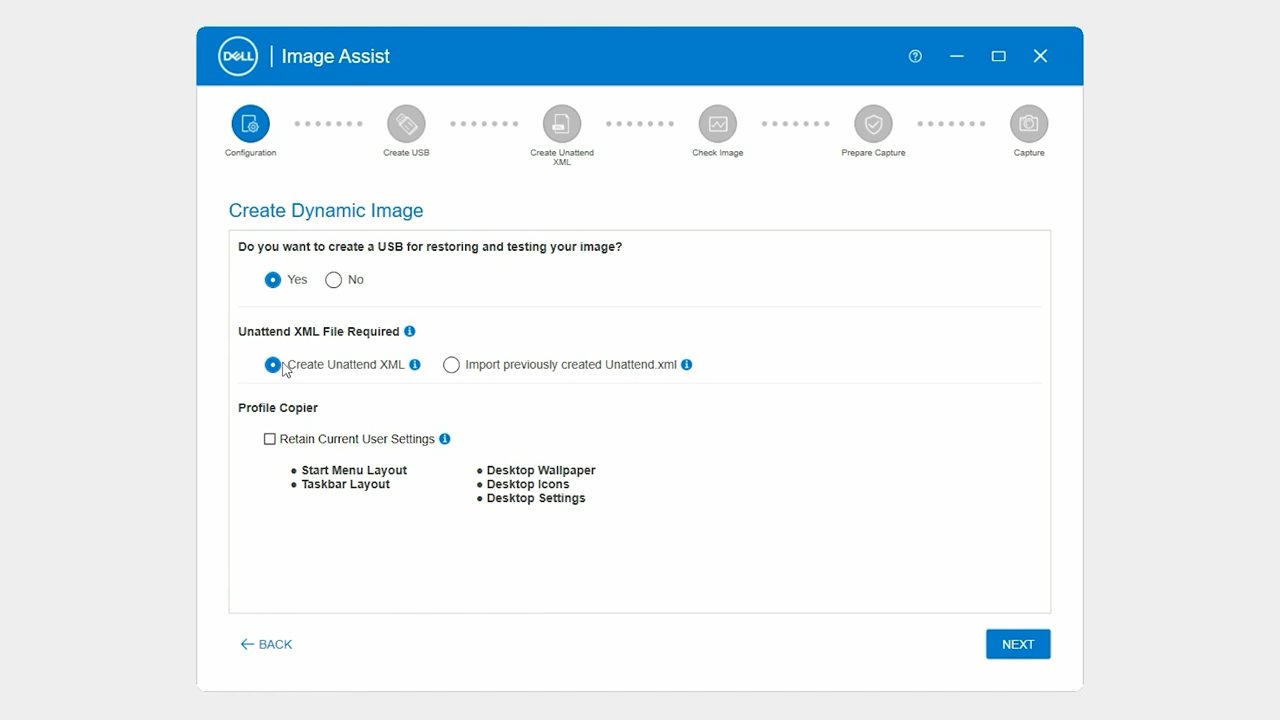 DELL | Image Assist
Configuration
Create USB
Create Unattend
XML
Check Image
Prepare Capture
Capture
Create Dynamic Image
Do you want to create a USB for restoring and testing your image?
Yes No
Unattend XML File Required
Create Unattend XML Import previously created Unattend.xml
Profile Copier
Retain Current User Settings
• Start Menu Layout • Desktop Wallpaper
• Taskbar Layout • Desktop Icons
• Desktop Settings
← BACK NEXT